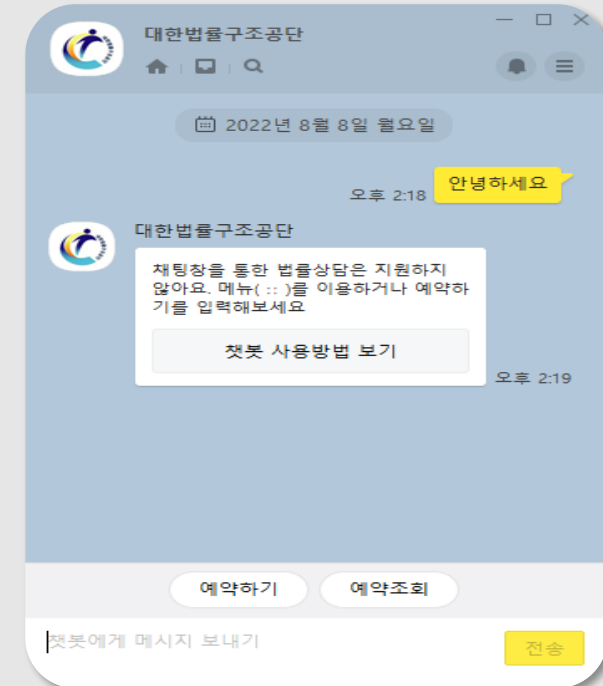 대한법률구조공단
2022년 8월 8일 월요일
안녕하세요
오후 2:18
대한법률구조공단
채팅창을 통한 법률상담은 지원하지
않아요. 메뉴( :: )를 이용하거나 예약하
기를 입력해보세요
챗봇 사용방법 보기
오후 2:19
예약하기
예약조회
챗봇에게 메시지 보내기
전송